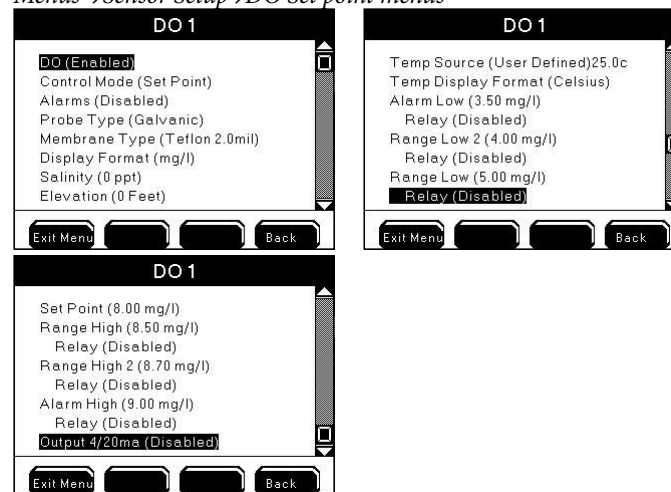 Menus→Sensor Setup→DO Set point menus
DO 1
DO (Enabled)
Control Mode (Set Point)
Alarms (Disabled)
Probe Type (Galvanic)
Membrane Type (Teflon 2.0mil)
Display Format (mg/l)
Salinity (0 ppt)
Elevation (0 Feet)
Exit Menu
Back
DO 1
Temp Source (User Defined)25.0c
Temp Display Format (Celsius)
Alarm Low (3.50 mg/l)
Relay (Disabled)
Range Low 2 (4.00 mg/l)
Relay (Disabled)
Range Low (5.00 mg/l)
Relay (Disabled)
Exit Menu
Back
DO 1
Set Point (8.00 mg/l)
Range High (8.50 mg/l)
Relay (Disabled)
Range High 2 (8.70 mg/l)
Relay (Disabled)
Alarm High (9.00 mg/l)
Relay (Disabled)
Output 4/20ma (Disabled)
Exit Menu
Back